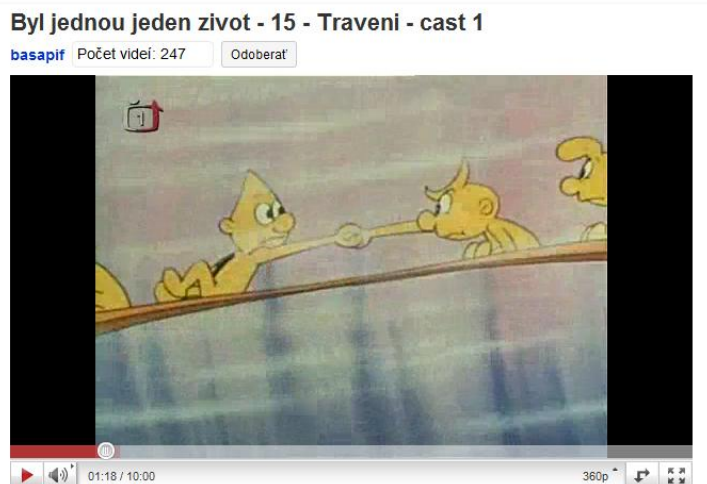 Byl jednou jeden zivot - 15 - Traveni - cast 1
basapif Počet videí: 247 Odoberať
01:18 / 10:00 360p